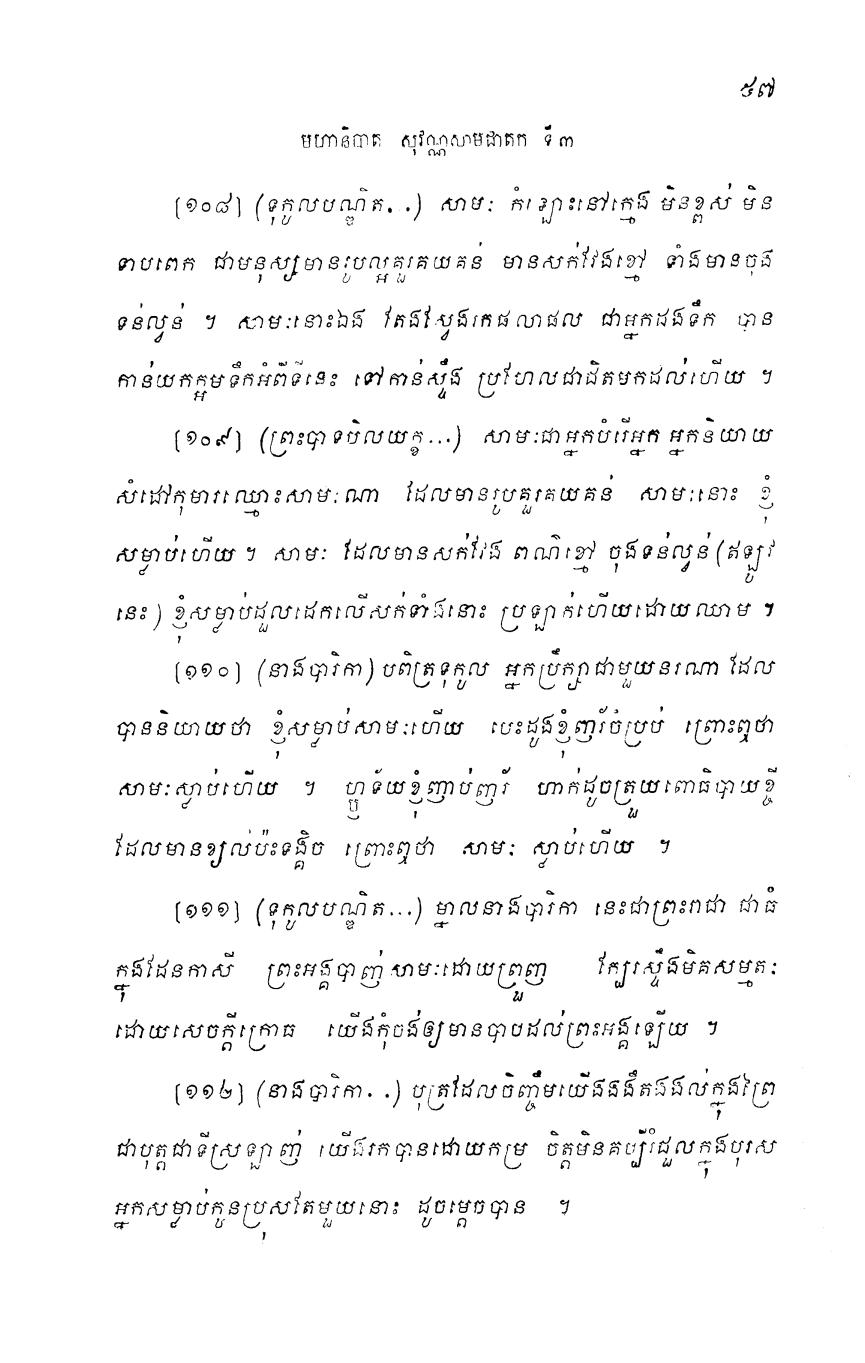 ៥៧
មហានិបាត សុវណ្ណសាមជាតក ទី៣
[១០៨] (ទុកូលបណ្ឌិត..) សាមៈ កំឡោះនៅក្មេង មិនខ្ពស់ មិន
ទាបពេក ជាមនុស្សមានរូបល្អគួរគយគន់ មានសក់វែងខ្មៅ ទាំងមានចុង
ទន់ល្វន់ ។ សាមៈនោះឯង តែងស្វែងរកផលាផល ជាអ្នកដងទឹក បាន
កាន់យកក្អមទឹកអំពីទីនេះ ទៅកាន់ស្ទឹង ប្រហែលជាជិតមកដល់ហើយ ។
[១០៩] (ព្រះបាទបិលយក្ខ...) សាមៈជាអ្នកបំរើអ្នក អ្នកនិយាយ
សំដៅកុមារឈ្មោះសាមៈណា ដែលមានរូបគួរគយគន់ សាមៈនោះ ខ្ញុំ
សម្លាប់ហើយ ។ សាមៈ ដែលមានសក់វែង ពណ៌ខ្មៅ ចុងទន់ល្វន់ (ឥឡូវ
នេះ) ខ្ញុំសម្លាប់ដួលដេកលើសក់ទាំងនោះ ប្រឡាក់ហើយដោយឈាម ។
[១១០] (នាងបារិកា) បពិត្រទុកូល អ្នកប្រឹក្សាជាមួយនរណា ដែល
បាននិយាយថា ខ្ញុំសម្លាប់សាមៈហើយ បេះដូងខ្ញុំញ័រចំប្រប់ ព្រោះឮថា
សាមៈស្លាប់ហើយ ។ ហ្ឫទ័យខ្ញុំញាប់ញ័រ ហាក់ដូចត្រួយពោធិបាយខ្ចី
ដែលមានខ្យល់ប៉ះទង្គិច ព្រោះឮថា សាមៈ ស្លាប់ហើយ ។
[១១១] (ទុកូលបណ្ឌិត...) ម្នាលនាងបារិកា នេះជាព្រះរាជា ជាធំ
ក្នុងដែនកាសី ព្រះអង្គបាញ់សាមៈដោយព្រួញ ក្បែរស្ទឹងមិគសម្មតៈ
ដោយសេចក្តីក្រោធ យើងកុំចង់ឲ្យមានបាបដល់ព្រះអង្គឡើយ ។
[១១២] (នាងបារិកា..) បុត្រដែលចិញ្ចឹមយើងងងឹតងងល់ក្នុងព្រៃ
ជាបុត្តជាទីស្រឡាញ់ យើងរកបានដោយកម្រ ចិត្តមិនគប្បីរំជួលក្នុងបុរស
អ្នកសម្លាប់កូនប្រុសតែមួយនោះ ដូចម្តេចបាន ។